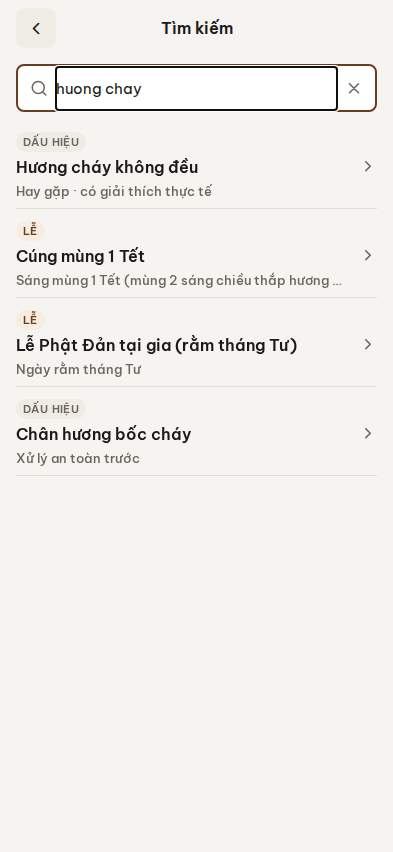 Tìm kiếm
huong chay
DẤU HIỆU
Hương cháy không đều
Hay gặp · có giải thích thực tế
LỄ
Cúng mùng 1 Tết
Sáng mùng 1 Tết (mùng 2 sáng chiều thắp hương ...
LỄ
Lễ Phật Đản tại gia (rằm tháng Tư)
Ngày rằm tháng Tư
DẤU HIỆU
Chân hương bốc cháy
Xử lý an toàn trước